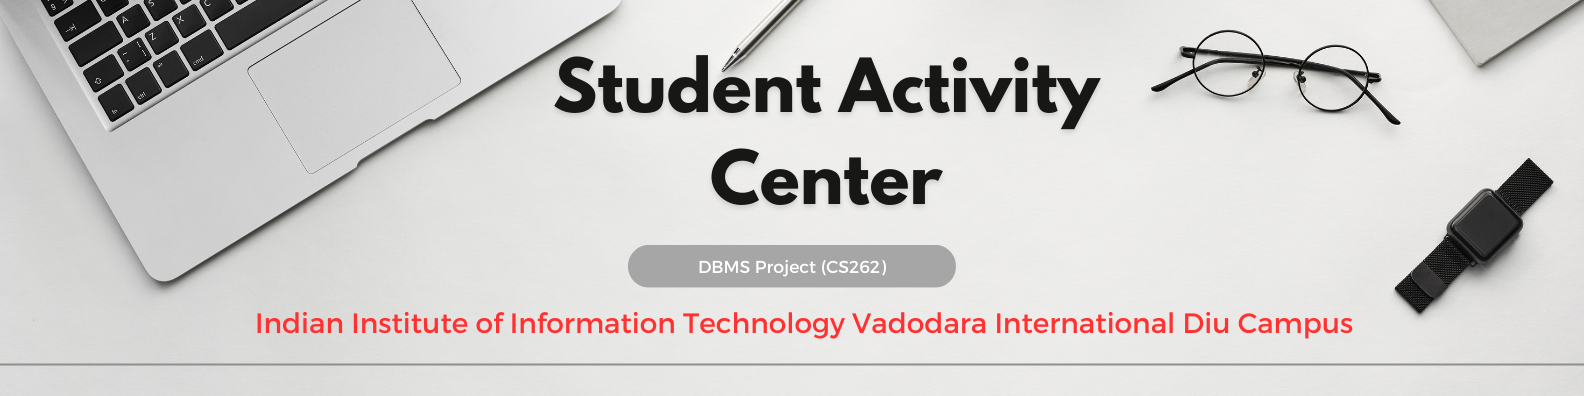 Student Activity
Center
DBMS Project (CS262)
Indian Institute of Information Technology Vadodara International Diu Campus